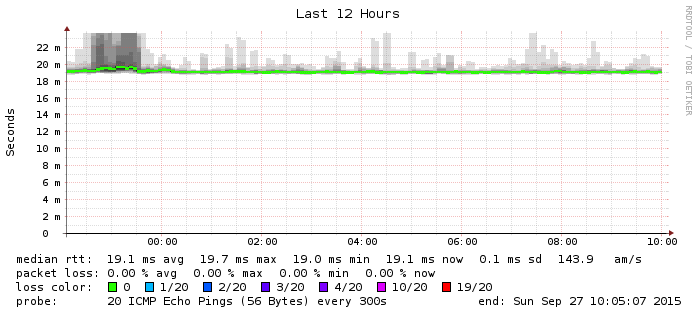 Last 12 Hours
RRDTOOL / TOBI OETIKER
Seconds
22 m
20 m
18 m
16 m
14 m
12 m
10 m
8 m
6 m
4 m
2 m
0
00:00 02:00 04:00 06:00 08:00 10:00
median rtt: 19.1 ms avg 19.7 ms max 19.0 ms min 19.1 ms now 0.1 ms sd 143.9 am/s
packet loss: 0.00 % avg 0.00 % max 0.00 % min 0.00 % now
loss color: 0 1/20 2/20 3/20 4/20 10/20 19/20
probe: 20 ICMP Echo Pings (56 Bytes) every 300s end: Sun Sep 27 10:05:07 2015